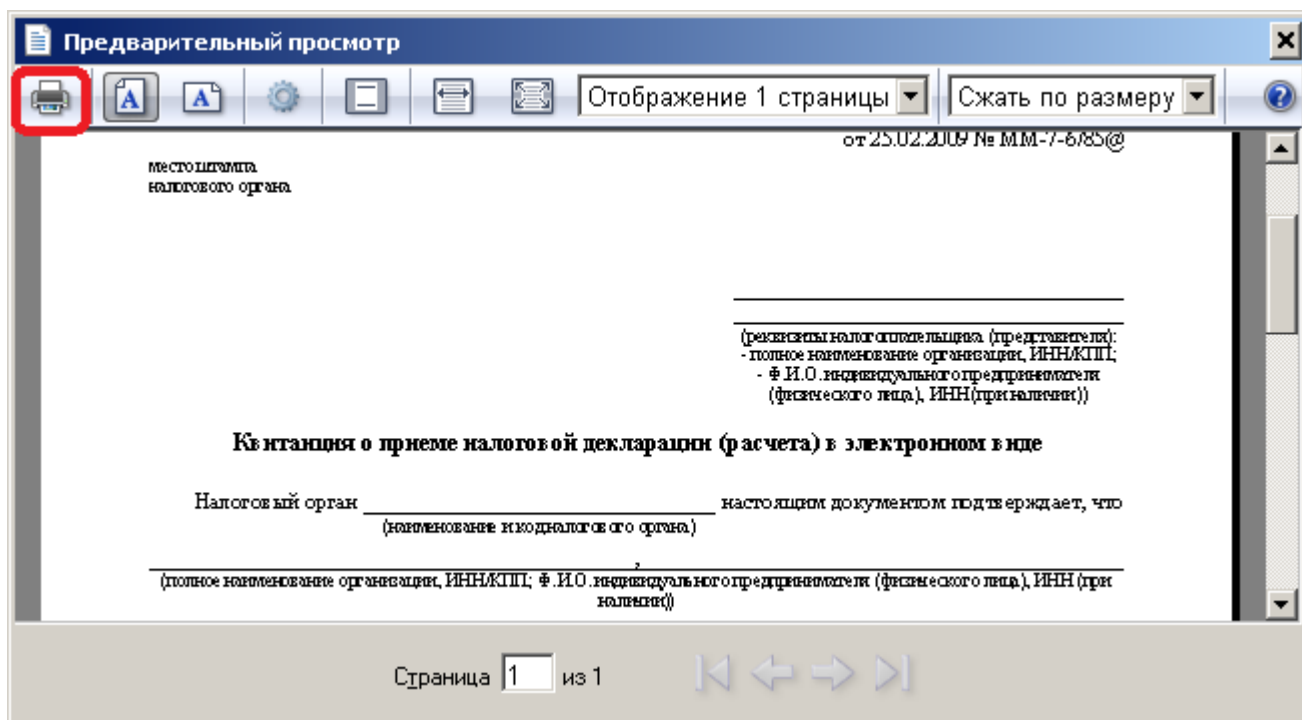 Предварительный просмотр
Отображение 1 страницы
Сжать по размеру
от 25.02.2009 № ММ-7-6/85@
место штампа
налогового органа
(реквизиты налогоплательщика (представителя):
- полное наименование организации, ИНН/КПП;
- Ф.И.О. индивидуального предпринимателя
(физического лица), ИНН (при наличии))
Квитанция о приеме налоговой декларации (расчета) в электронном виде
Налоговый орган настоящим документом подтверждает, что
(наименование и код налогового органа)
,
(полное наименование организации, ИНН/КПП; Ф.И.О. индивидуального предпринимателя (физического лица), ИНН (при
наличии))
Страница 1 из 1